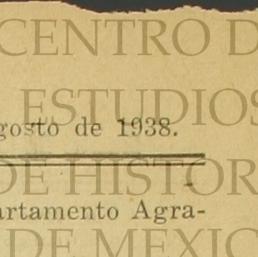 CENTRO D
ESTUDIOS
gosto de 1938.
DE HISTOR
artamento Agra-
DE MEXIC